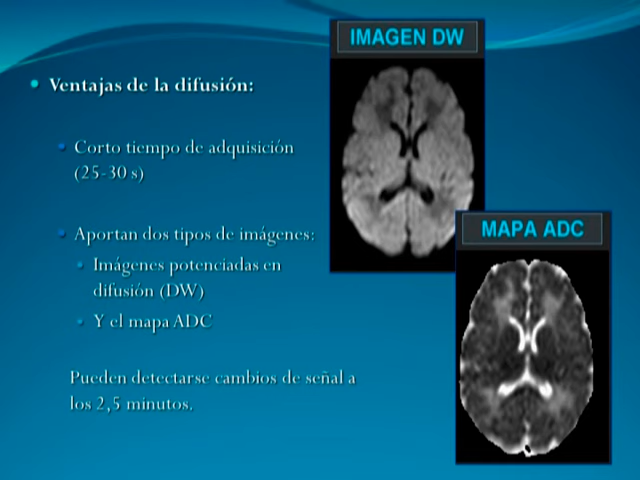 Ventajas de la difusión:
Corto tiempo de adquisición
(25-30 s)
Aportan dos tipos de imágenes:
Imágenes potenciadas en
difusión (DW)
Y el mapa ADC
Pueden detectarse cambios de señal a
los 2,5 minutos.
IMAGEN DW
MAPA ADC